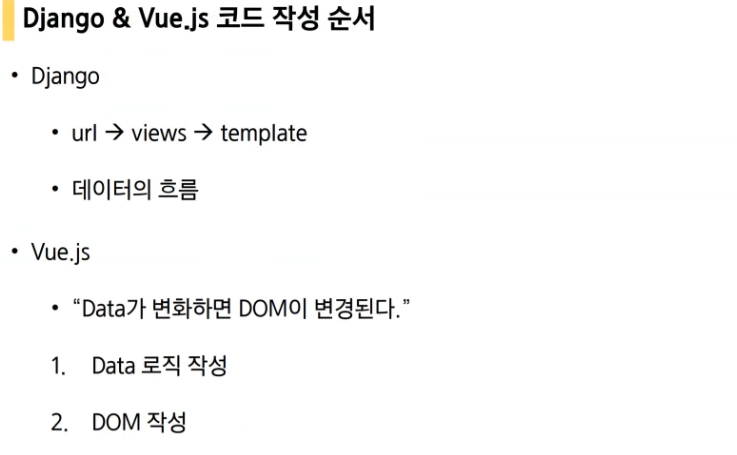 Django & Vue.js 코드 작성 순서
• Django
• url → views → template
• 데이터의 흐름
• Vue.js
• “Data가 변화하면 DOM이 변경된다.”
1. Data 로직 작성
2. DOM 작성